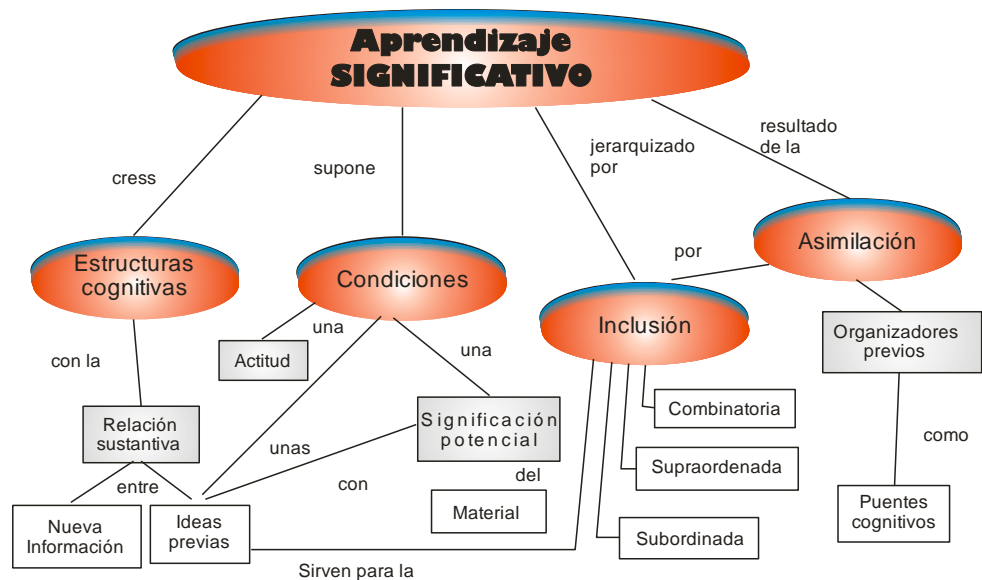 Aprendizaje
SIGNIFICATIVO
cress
supone
jerarquizado
por
resultado
de la
Estructuras
cognitivas
Condiciones
por
Asimilación
Inclusión
con la
una
Actitud
una
Organizadores
previos
Relación
sustantiva
unas
con
Significación
potencial
del
Material
Combinatoria
Supraordenada
Subordinada
como
Puentes
cognitivos
entre
Nueva
Información
Ideas
previas
Sirven para la